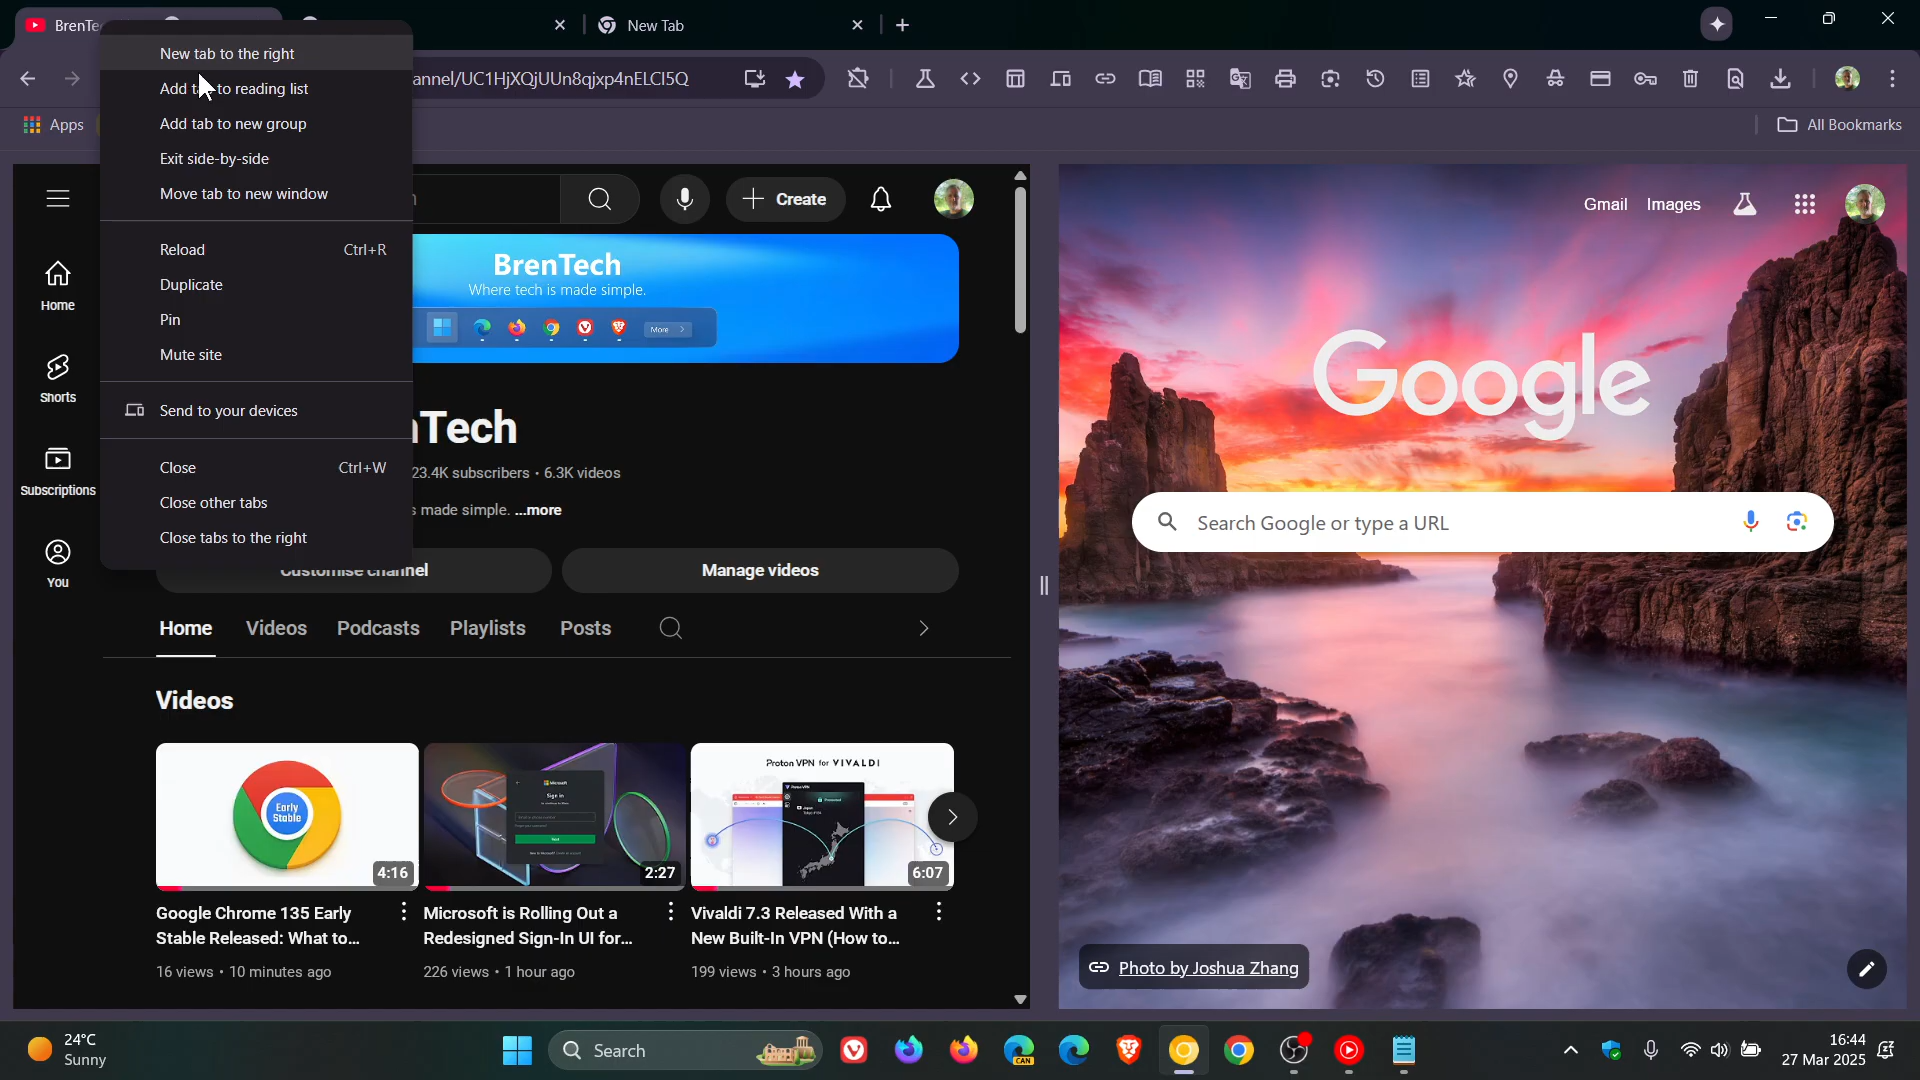 BrenTe
New Tab
New tab to the right
Add tab to reading list
Add tab to new group
Exit side-by-side
Move tab to new window
Reload Ctrl+R
Duplicate
Pin
Mute site
Send to your devices
Close Ctrl+W
Close other tabs
Close tabs to the right
annel/UC1HjXQjUUn8qjxp4nELCI5Q
Apps
All Bookmarks
Create
Home
Shorts
Subscriptions
You
BrenTech
Where tech is made simple.
More
nTech
23.4K subscribers • 6.3K videos
s made simple. ...more
Customise channel
Manage videos
Home Videos Podcasts Playlists Posts
Videos
Early
Stable
4:16
Microsoft
Sign in
2:27
Proton VPN for VIVALDI
6:07
Google Chrome 135 Early
Stable Released: What to...
16 views • 10 minutes ago
Microsoft is Rolling Out a
Redesigned Sign-In UI for...
226 views • 1 hour ago
Vivaldi 7.3 Released With a
New Built-In VPN (How to...
199 views • 3 hours ago
Gmail Images
Google
Search Google or type a URL
Photo by Joshua Zhang
24°C
Sunny
Search
CAN
16:44
27 Mar 2025